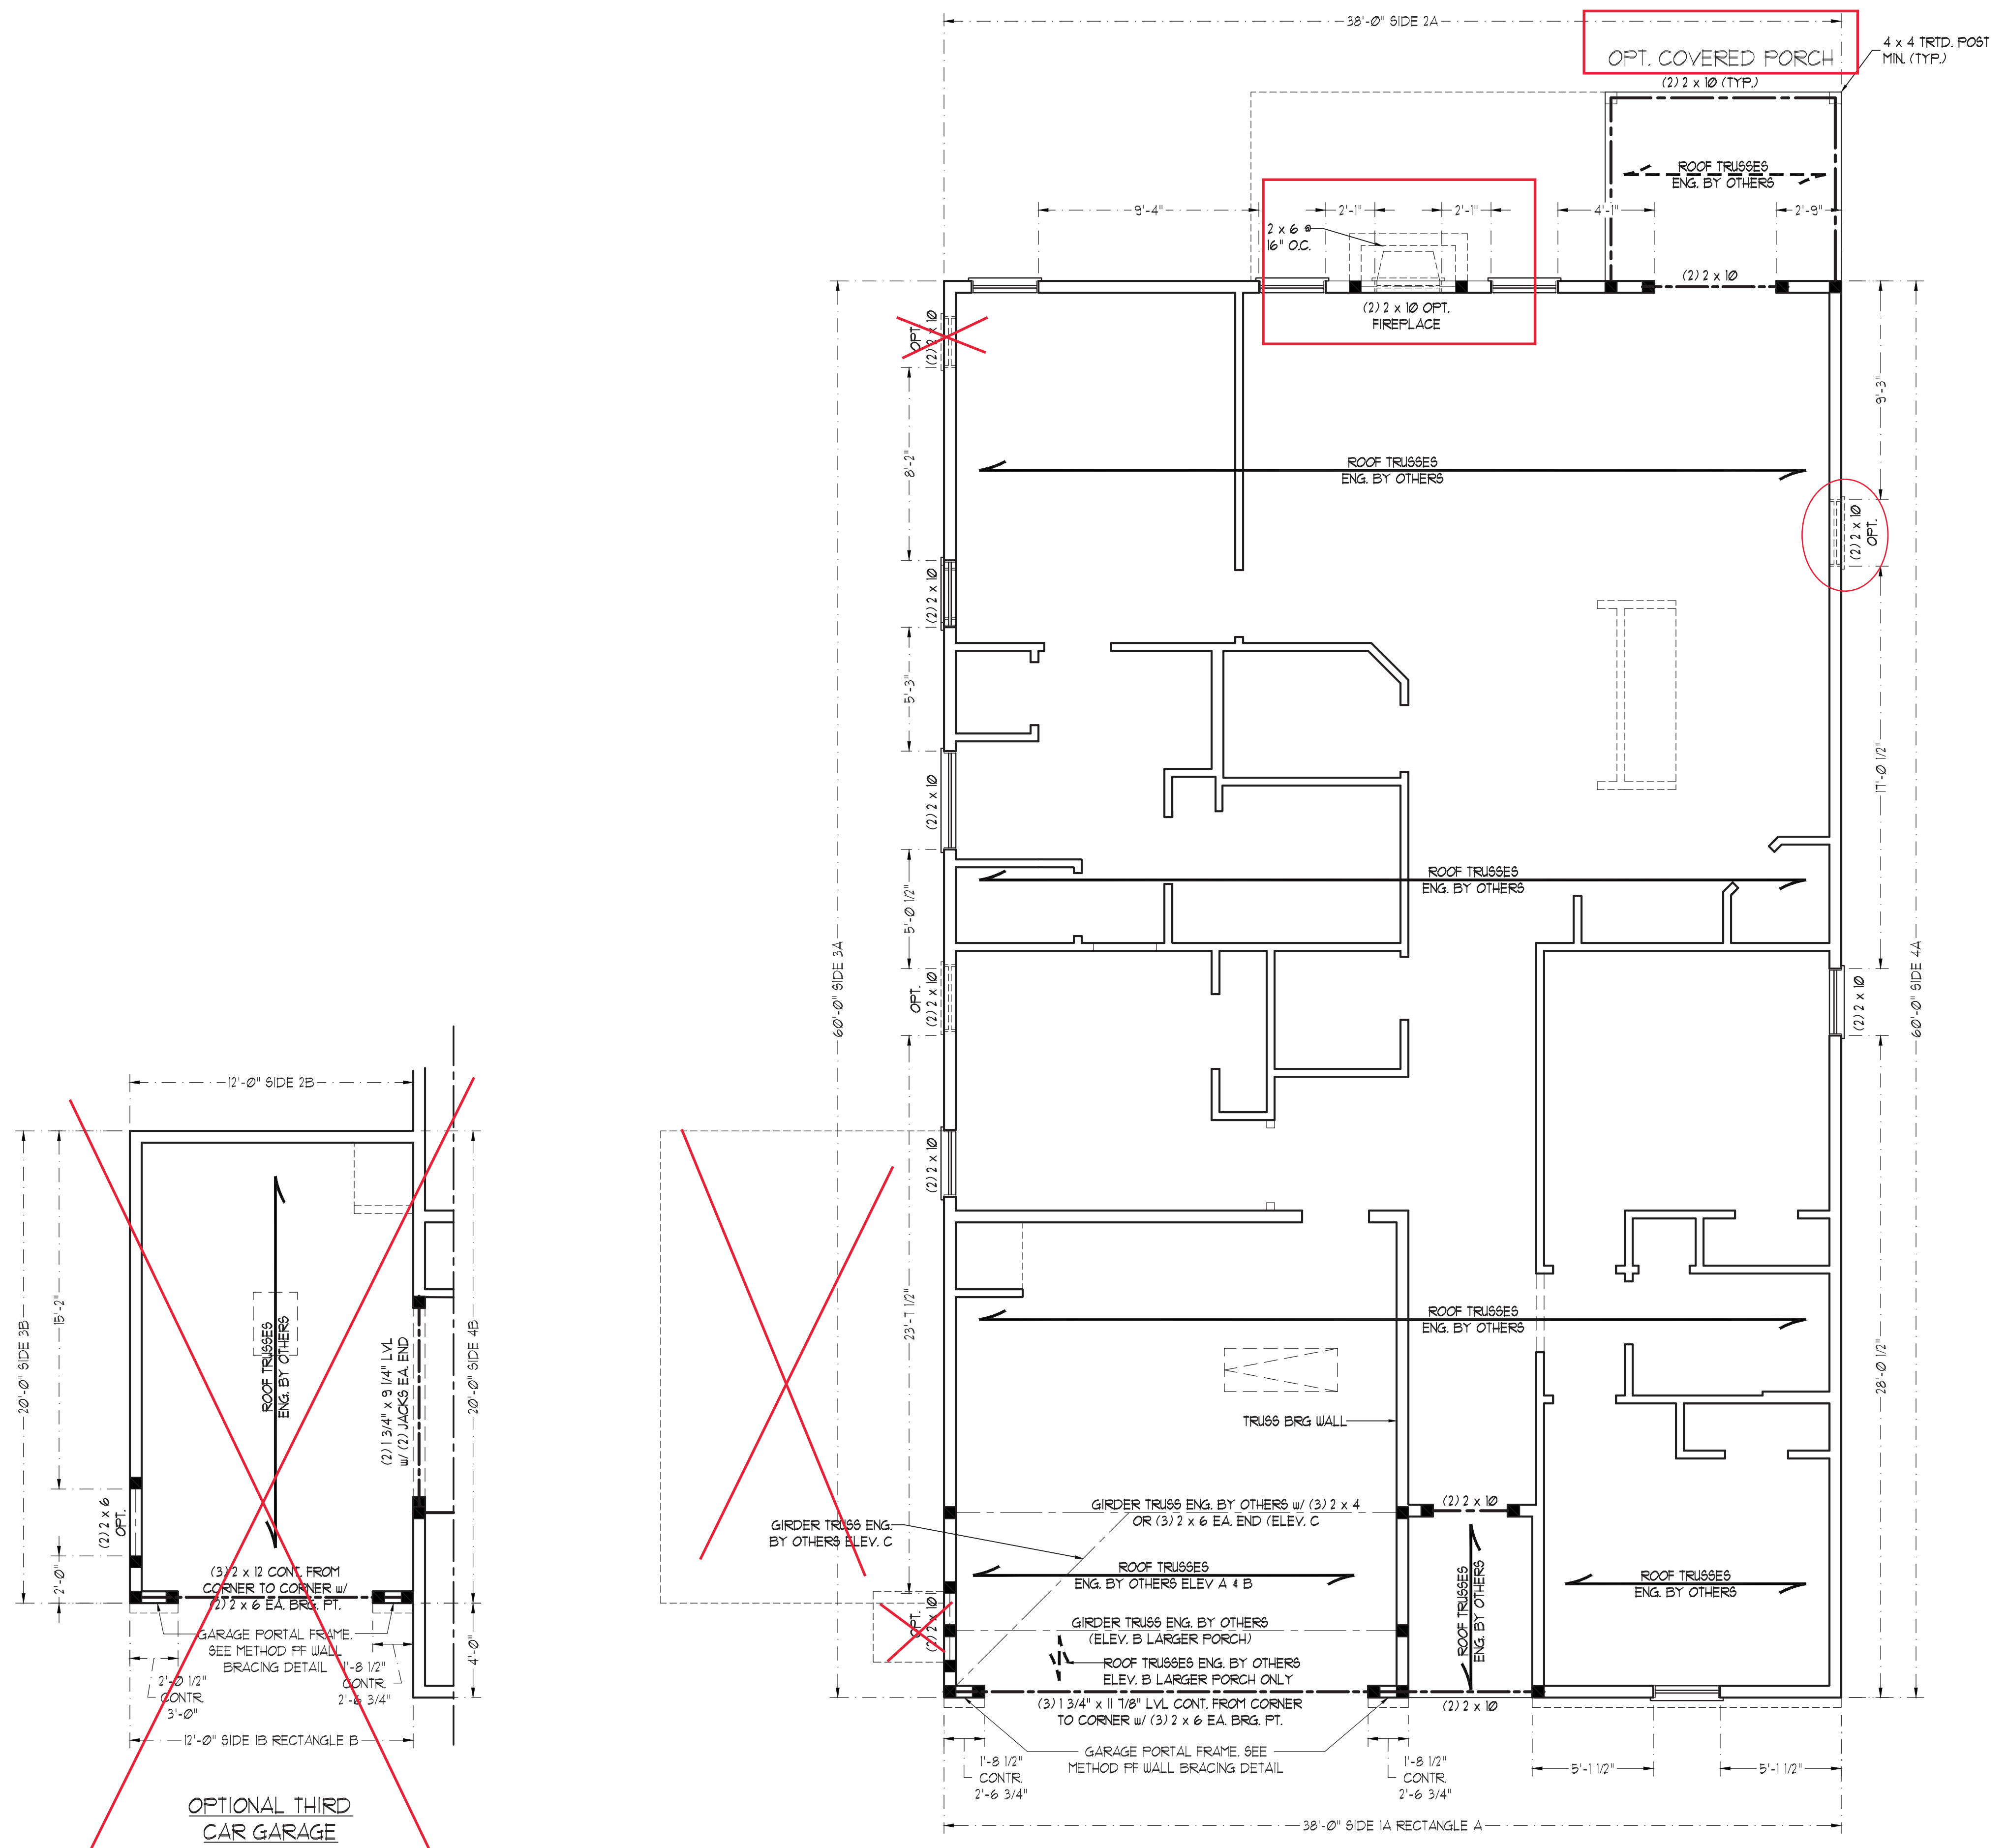 38'-0" SIDE 2A
OPT. COVERED PORCH
4 x 4 TRTD. POST
MIN. (TYP.)
(2) 2 x 10 (TYP.)
ROOF TRUSSES
ENG. BY OTHERS
9'-4"
2'-1"
2'-1"
4'-1"
2'-9"
2 x 6 @
16" O.C.
(2) 2 x 10
(2) 2 x 10 OPT.
FIREPLACE
OPT.
(2) 2 x 10
9'-3"
8'-2"
ROOF TRUSSES
ENG. BY OTHERS
(2) 2 x 10
OPT.
(2) 2 x 10
5'-3"
17'-0 1/2"
(2) 2 x 10
ROOF TRUSSES
ENG. BY OTHERS
5'-0 1/2"
60'-0" SIDE 3A
60'-0" SIDE 4A
OPT.
(2) 2 x 10
(2) 2 x 10
(2) 2 x 10
23'-7 1/2"
28'-0 1/2"
ROOF TRUSSES
ENG. BY OTHERS
TRUSS BRG WALL
GIRDER TRUSS ENG. BY OTHERS w/ (3) 2 x 4
OR (3) 2 x 6 EA. END (ELEV. C
GIRDER TRUSS ENG.
BY OTHERS ELEV. C
(2) 2 x 10
ROOF TRUSSES
ENG. BY OTHERS ELEV A & B
ROOF TRUSSES
ENG. BY OTHERS
ROOF TRUSSES
ENG. BY OTHERS
OPT.
(2) 2 x 10
GIRDER TRUSS ENG. BY OTHERS
(ELEV. B LARGER PORCH)
ROOF TRUSSES ENG. BY OTHERS
ELEV. B LARGER PORCH ONLY
(3) 1 3/4" x 11 7/8" LVL CONT. FROM CORNER
TO CORNER w/ (3) 2 x 6 EA. BRG. PT.
(2) 2 x 10
GARAGE PORTAL FRAME. SEE
METHOD PF WALL BRACING DETAIL
1'-8 1/2"
CONTR.
2'-6 3/4"
1'-8 1/2"
CONTR.
2'-6 3/4"
5'-1 1/2"
5'-1 1/2"
38'-0" SIDE 1A RECTANGLE A
12'-0" SIDE 2B
20'-0" SIDE 3B
15'-2"
ROOF TRUSSES
ENG. BY OTHERS
(2) 1 3/4" x 9 1/4" LVL
w/ (2) JACKS EA. END
20'-0" SIDE 4B
(2) 2 x 6
OPT.
2'-0"
(3) 2 x 12 CONT. FROM
CORNER TO CORNER w/
(2) 2 x 6 EA. BRG. PT.
GARAGE PORTAL FRAME.
SEE METHOD PF WALL
BRACING DETAIL
2'-0 1/2"
CONTR.
3'-0"
1'-8 1/2"
CONTR.
2'-6 3/4"
4'-0"
12'-0" SIDE 1B RECTANGLE B
OPTIONAL THIRD
CAR GARAGE